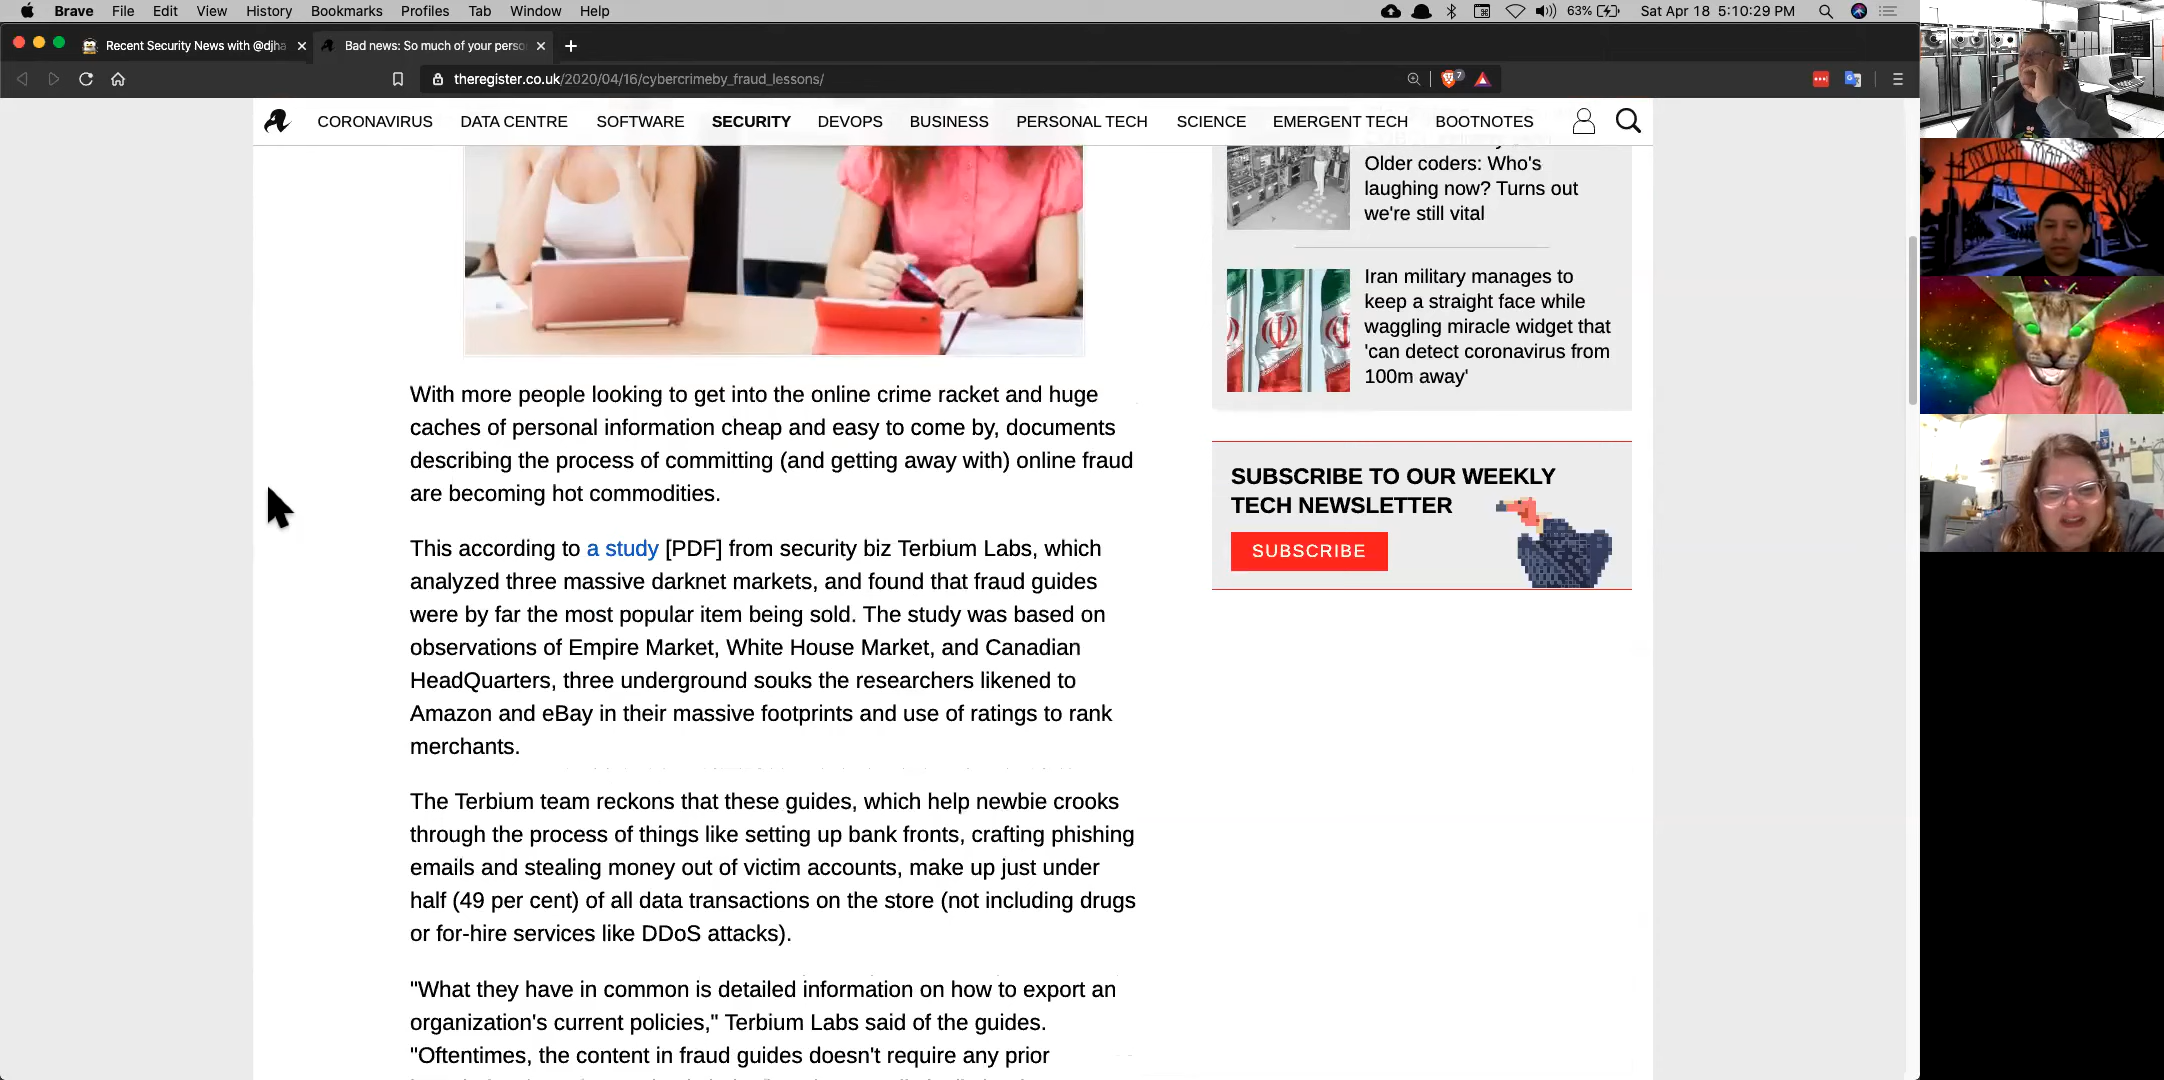 Brave File Edit View History Bookmarks Profiles Tab Window Help
63% Sat Apr 18 5:10:29 PM
Recent Security News with @djha
Bad news: So much of your perso
theregister.co.uk/2020/04/16/cybercrimeby_fraud_lessons/
7
CORONAVIRUS DATA CENTRE SOFTWARE SECURITY DEVOPS BUSINESS PERSONAL TECH SCIENCE EMERGENT TECH BOOTNOTES
Older coders: Who's
laughing now? Turns out
we're still vital
Iran military manages to
keep a straight face while
waggling miracle widget that
'can detect coronavirus from
100m away'
SUBSCRIBE TO OUR WEEKLY
TECH NEWSLETTER
SUBSCRIBE
With more people looking to get into the online crime racket and huge
caches of personal information cheap and easy to come by, documents
describing the process of committing (and getting away with) online fraud
are becoming hot commodities.
This according to a study [PDF] from security biz Terbium Labs, which
analyzed three massive darknet markets, and found that fraud guides
were by far the most popular item being sold. The study was based on
observations of Empire Market, White House Market, and Canadian
HeadQuarters, three underground souks the researchers likened to
Amazon and eBay in their massive footprints and use of ratings to rank
merchants.
The Terbium team reckons that these guides, which help newbie crooks
through the process of things like setting up bank fronts, crafting phishing
emails and stealing money out of victim accounts, make up just under
half (49 per cent) of all data transactions on the store (not including drugs
or for-hire services like DDoS attacks).
"What they have in common is detailed information on how to export an
organization's current policies," Terbium Labs said of the guides.
"Oftentimes, the content in fraud guides doesn't require any prior